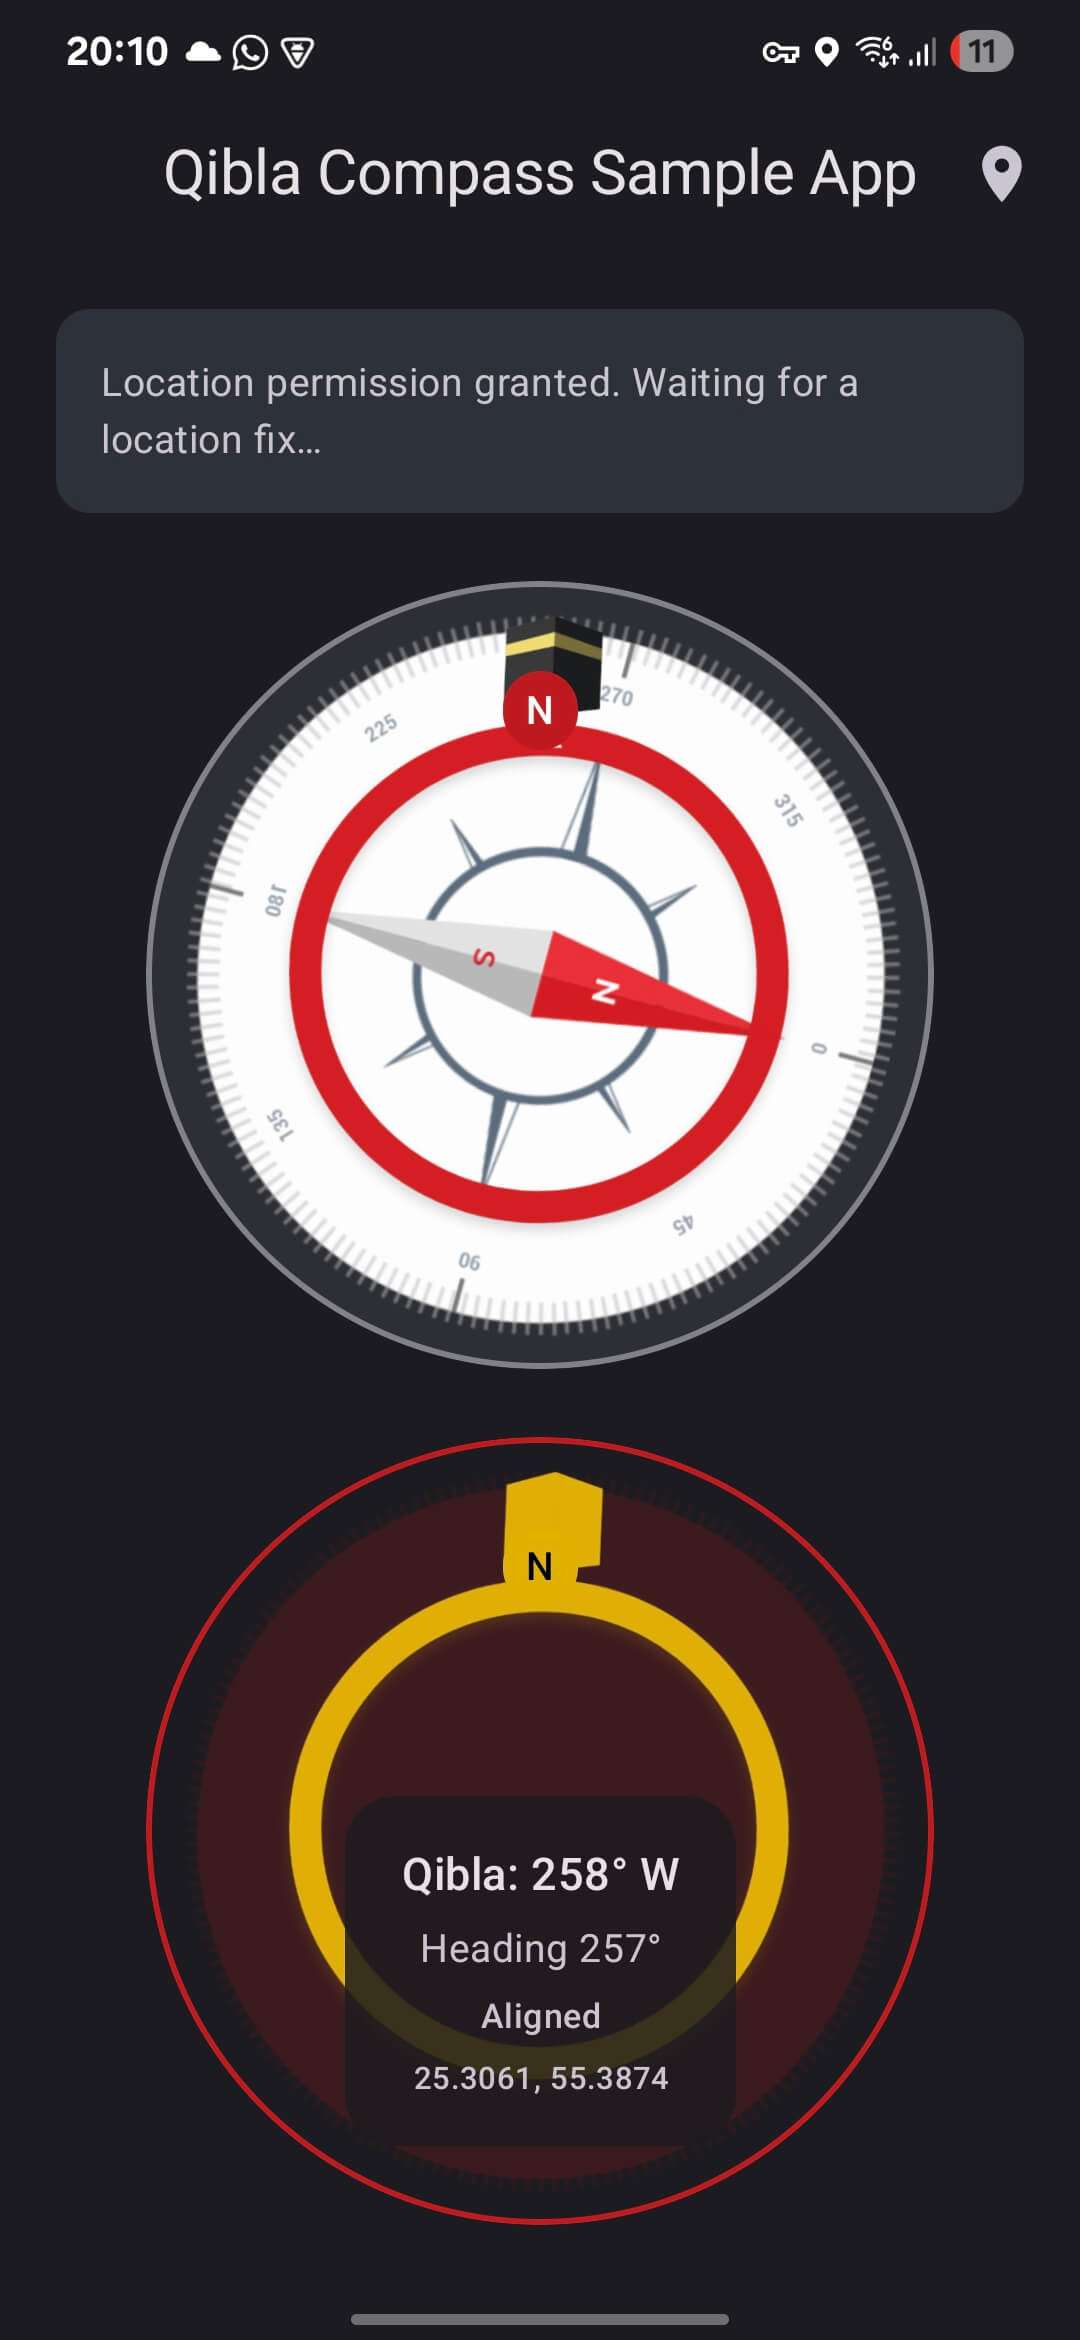 20:10
6
11
Qibla Compass Sample App
Location permission granted. Waiting for a
location fix...
N
270
225
315
180
S
N
0
135
45
90
N
Qibla: 258° W
Heading 257°
Aligned
25.3061, 55.3874